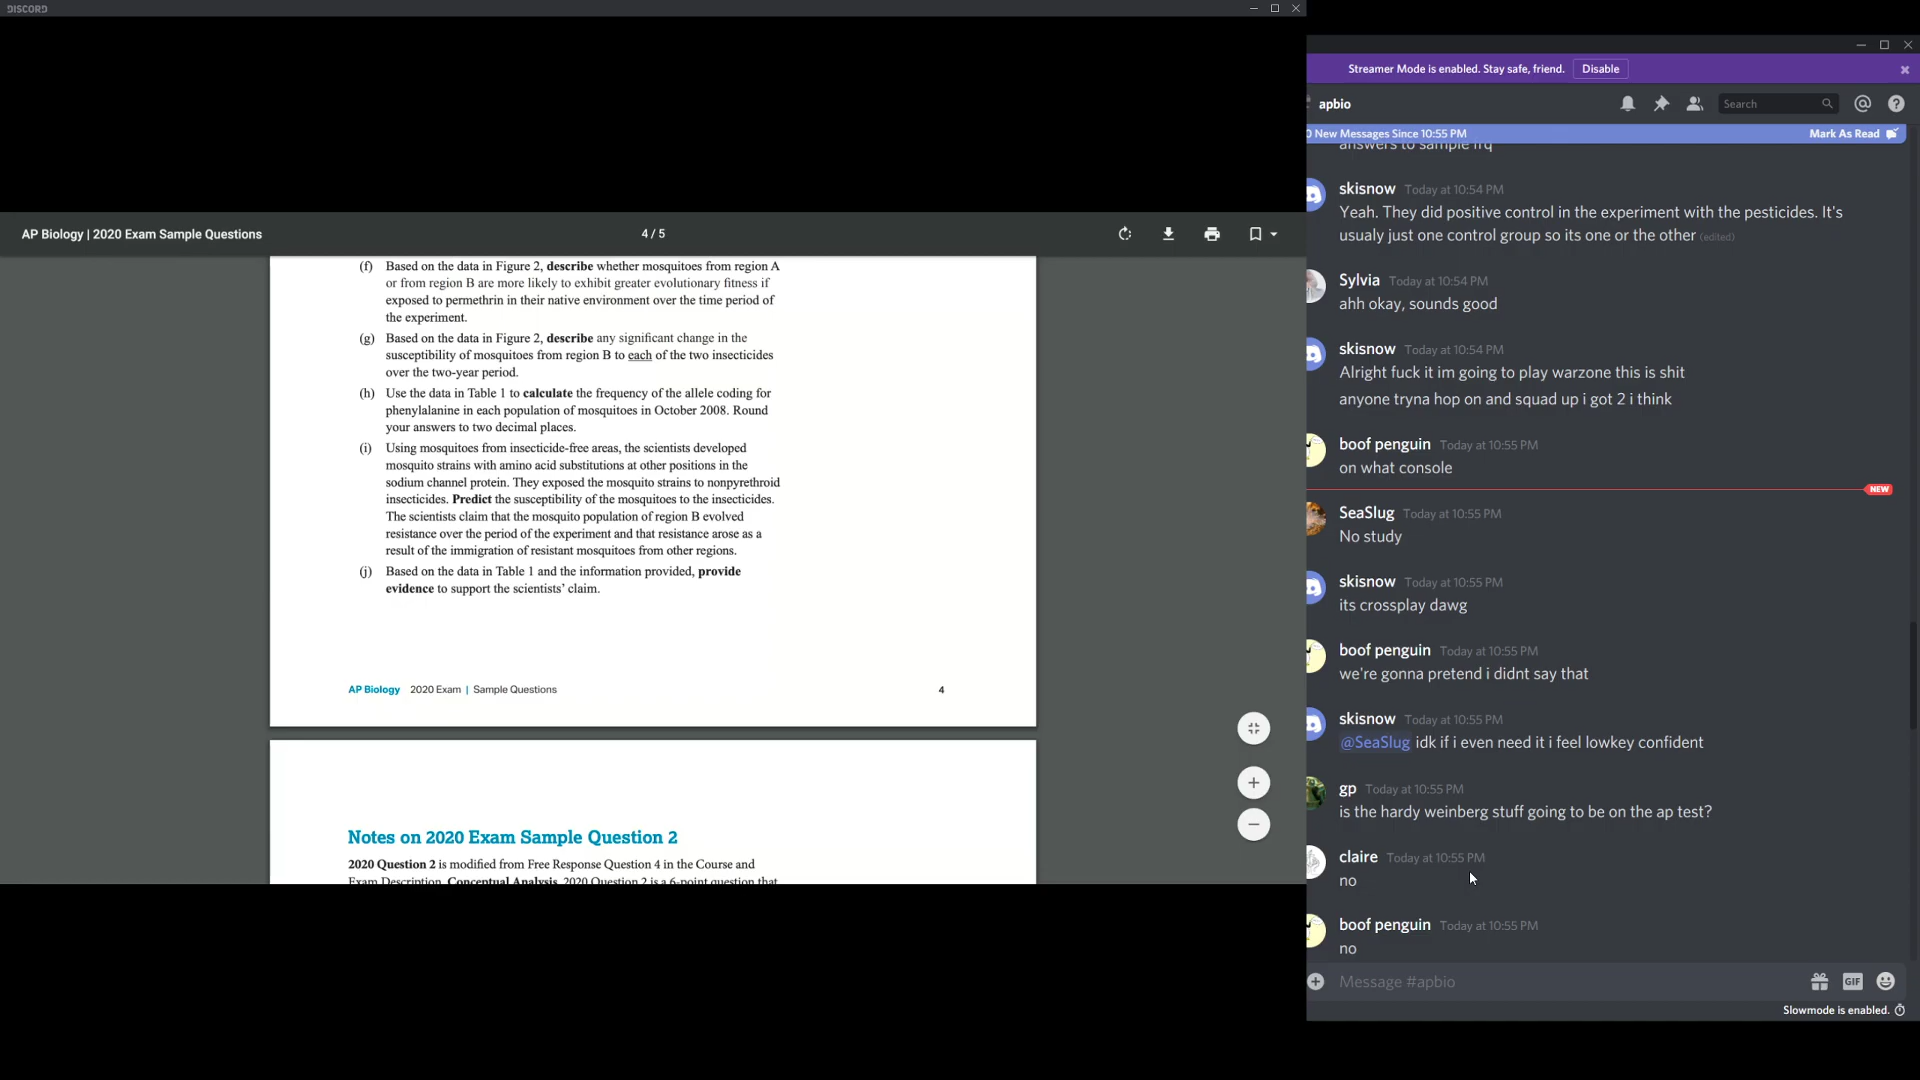 DISCORD
AP Biology | 2020 Exam Sample Questions
4 / 5
(f) Based on the data in Figure 2, describe whether mosquitoes from region A
or from region B are more likely to exhibit greater evolutionary fitness if
exposed to permethrin in their native environment over the time period of
the experiment.
(g) Based on the data in Figure 2, describe any significant change in the
susceptibility of mosquitoes from region B to each of the two insecticides
over the two-year period.
(h) Use the data in Table 1 to calculate the frequency of the allele coding for
phenylalanine in each population of mosquitoes in October 2008. Round
your answers to two decimal places.
(i) Using mosquitoes from insecticide-free areas, the scientists developed
mosquito strains with amino acid substitutions at other positions in the
sodium channel protein. They exposed the mosquito strains to nonpyrethroid
insecticides. Predict the susceptibility of the mosquitoes to the insecticides.
The scientists claim that the mosquito population of region B evolved
resistance over the period of the experiment and that resistance arose as a
result of the immigration of resistant mosquitoes from other regions.
(j) Based on the data in Table 1 and the information provided, provide
evidence to support the scientists' claim.
AP Biology 2020 Exam | Sample Questions
4
Notes on 2020 Exam Sample Question 2
2020 Question 2 is modified from Free Response Question 4 in the Course and
Exam Description, Conceptual Analysis. 2020 Question 2 is a 6-point question that
Streamer Mode is enabled. Stay safe, friend.
Disable
apbio
Search
0 New Messages Since 10:55 PM
Mark As Read
answers to sample frq
skisnow Today at 10:54 PM
Yeah. They did positive control in the experiment with the pesticides. It's
usualy just one control group so its one or the other (edited)
Sylvia Today at 10:54 PM
ahh okay, sounds good
skisnow Today at 10:54 PM
Alright fuck it im going to play warzone this is shit
anyone tryna hop on and squad up i got 2 i think
boof penguin Today at 10:55 PM
on what console
NEW
SeaSlug Today at 10:55 PM
No study
skisnow Today at 10:55 PM
its crossplay dawg
boof penguin Today at 10:55 PM
we're gonna pretend i didnt say that
skisnow Today at 10:55 PM
@SeaSlug idk if i even need it i feel lowkey confident
gp Today at 10:55 PM
is the hardy weinberg stuff going to be on the ap test?
claire Today at 10:55 PM
no
boof penguin Today at 10:55 PM
no
Message #apbio
GIF
Slowmode is enabled.